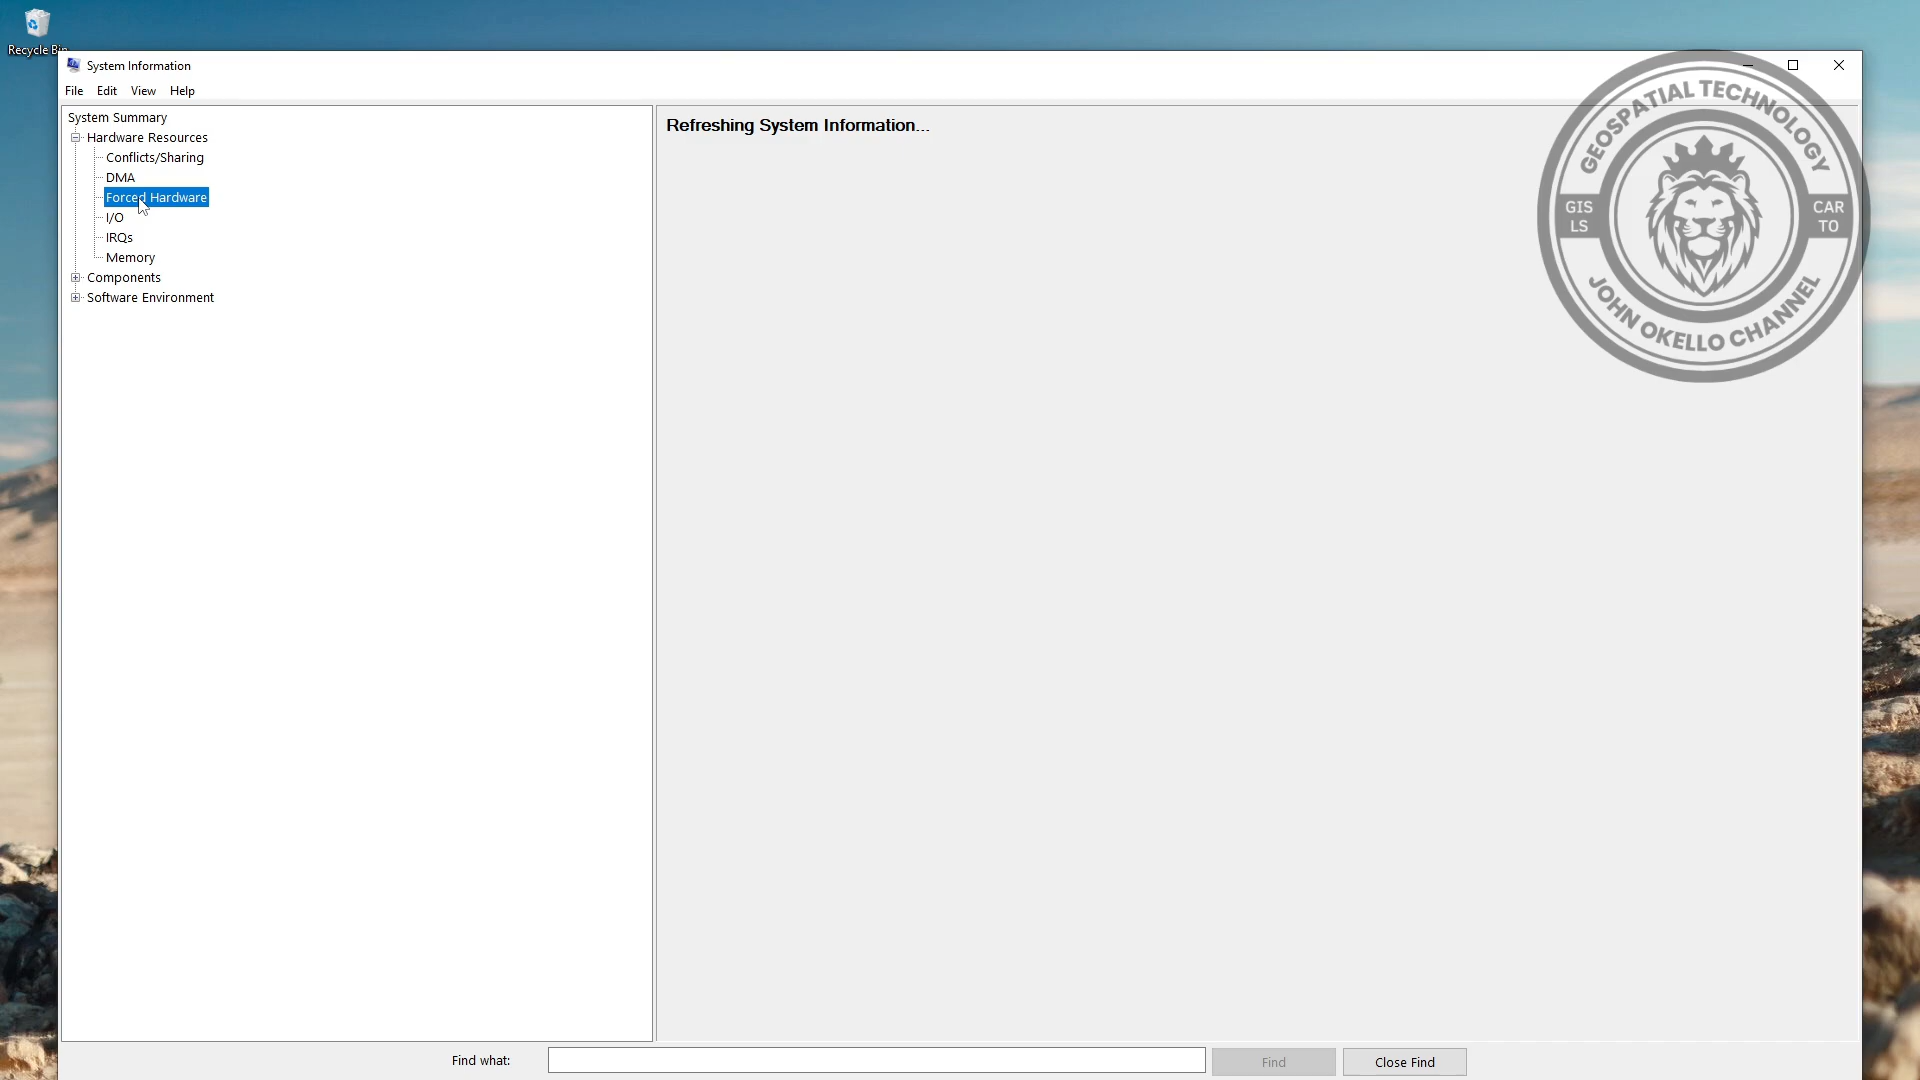 Recycle Bin
System Information
File Edit View Help
System Summary
Hardware Resources
Conflicts/Sharing
DMA
Forced Hardware
I/O
IRQs
Memory
Components
Software Environment
Refreshing System Information...
GEOSPATIAL TECHNOLOGY
GIS
LS
CAR
TO
JOHN OKELLO CHANNEL
Find what:
Find
Close Find